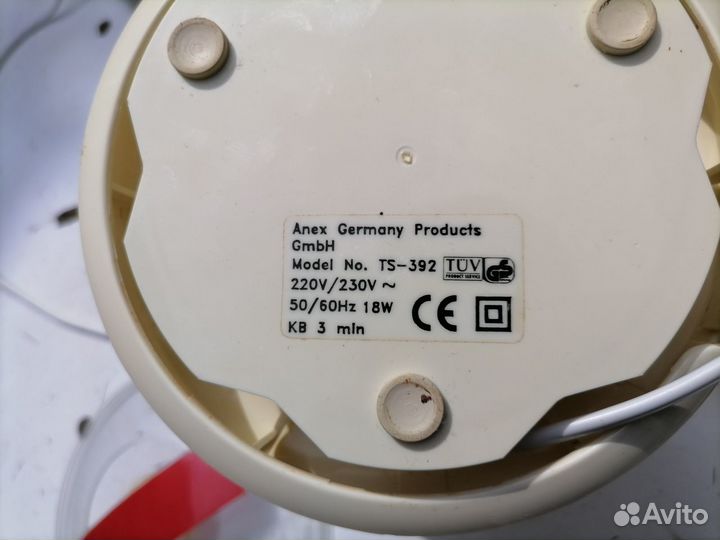 Anex Germany Products
GmbH
Model No. TS-392
TÜV
PRODUCT SERVICE
GS
220V/230V ~
50/60Hz 18W
KB 3 min
CE
Avito